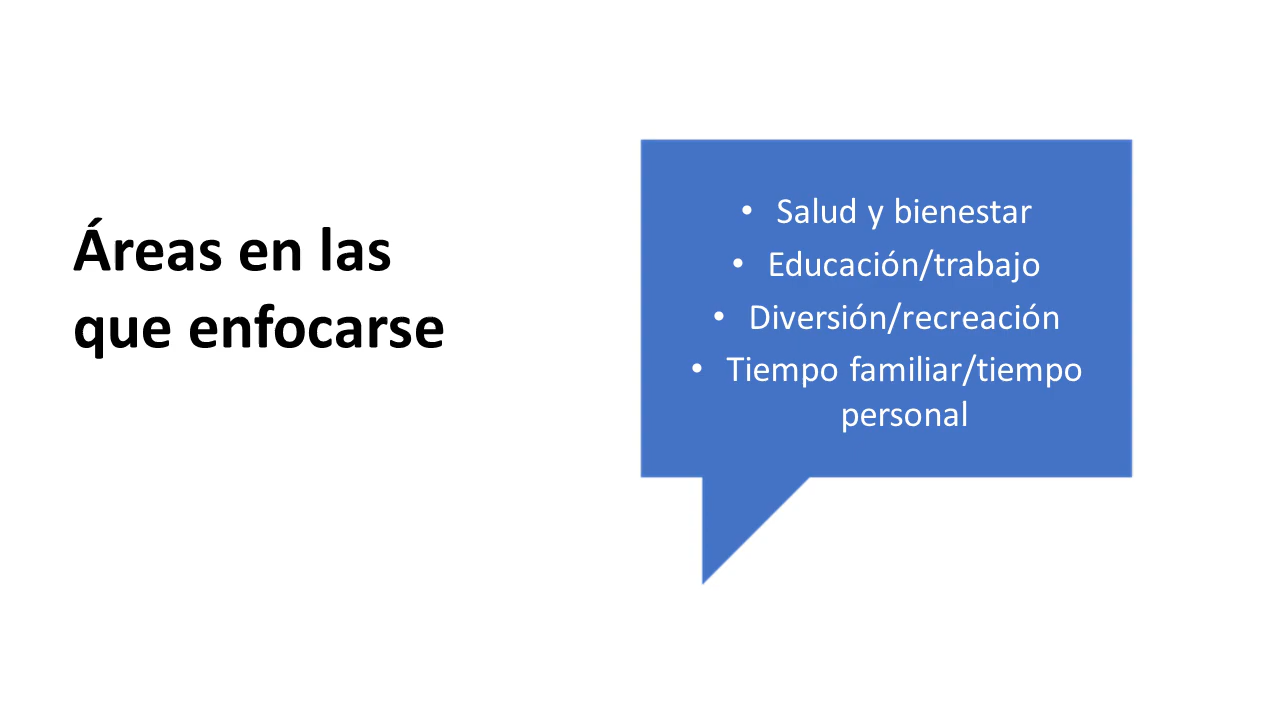 Áreas en las
que enfocarse
• Salud y bienestar
• Educación/trabajo
• Diversión/recreación
• Tiempo familiar/tiempo
personal